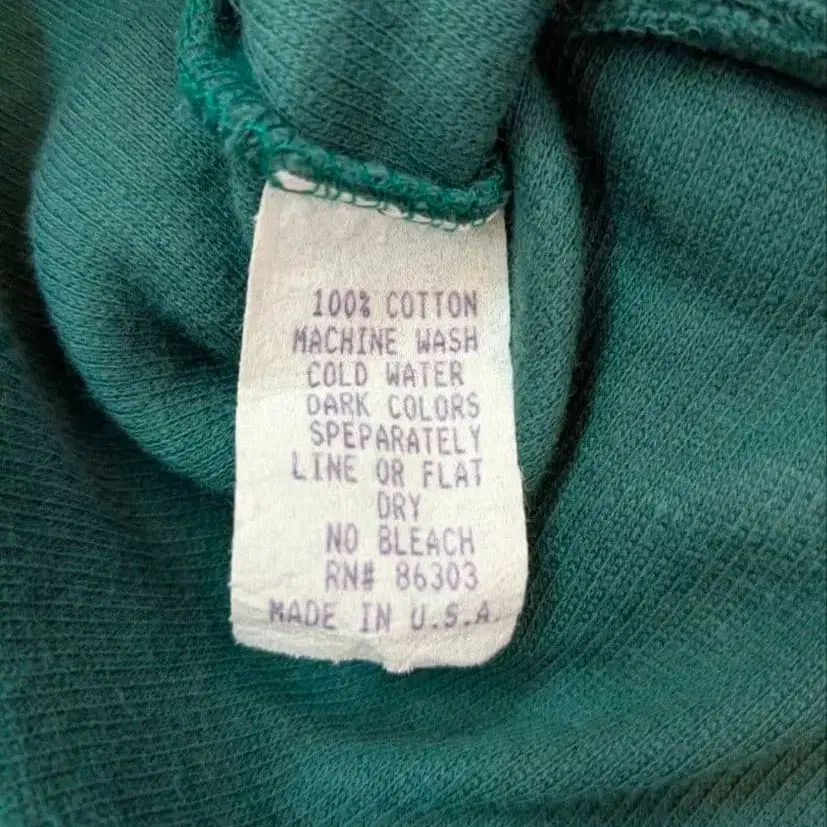 100% COTTON
MACHINE WASH
COLD WATER
DARK COLORS
SPEPARATELY
LINE OR FLAT
DRY
NO BLEACH
RN# 86303
MADE IN U.S.A.